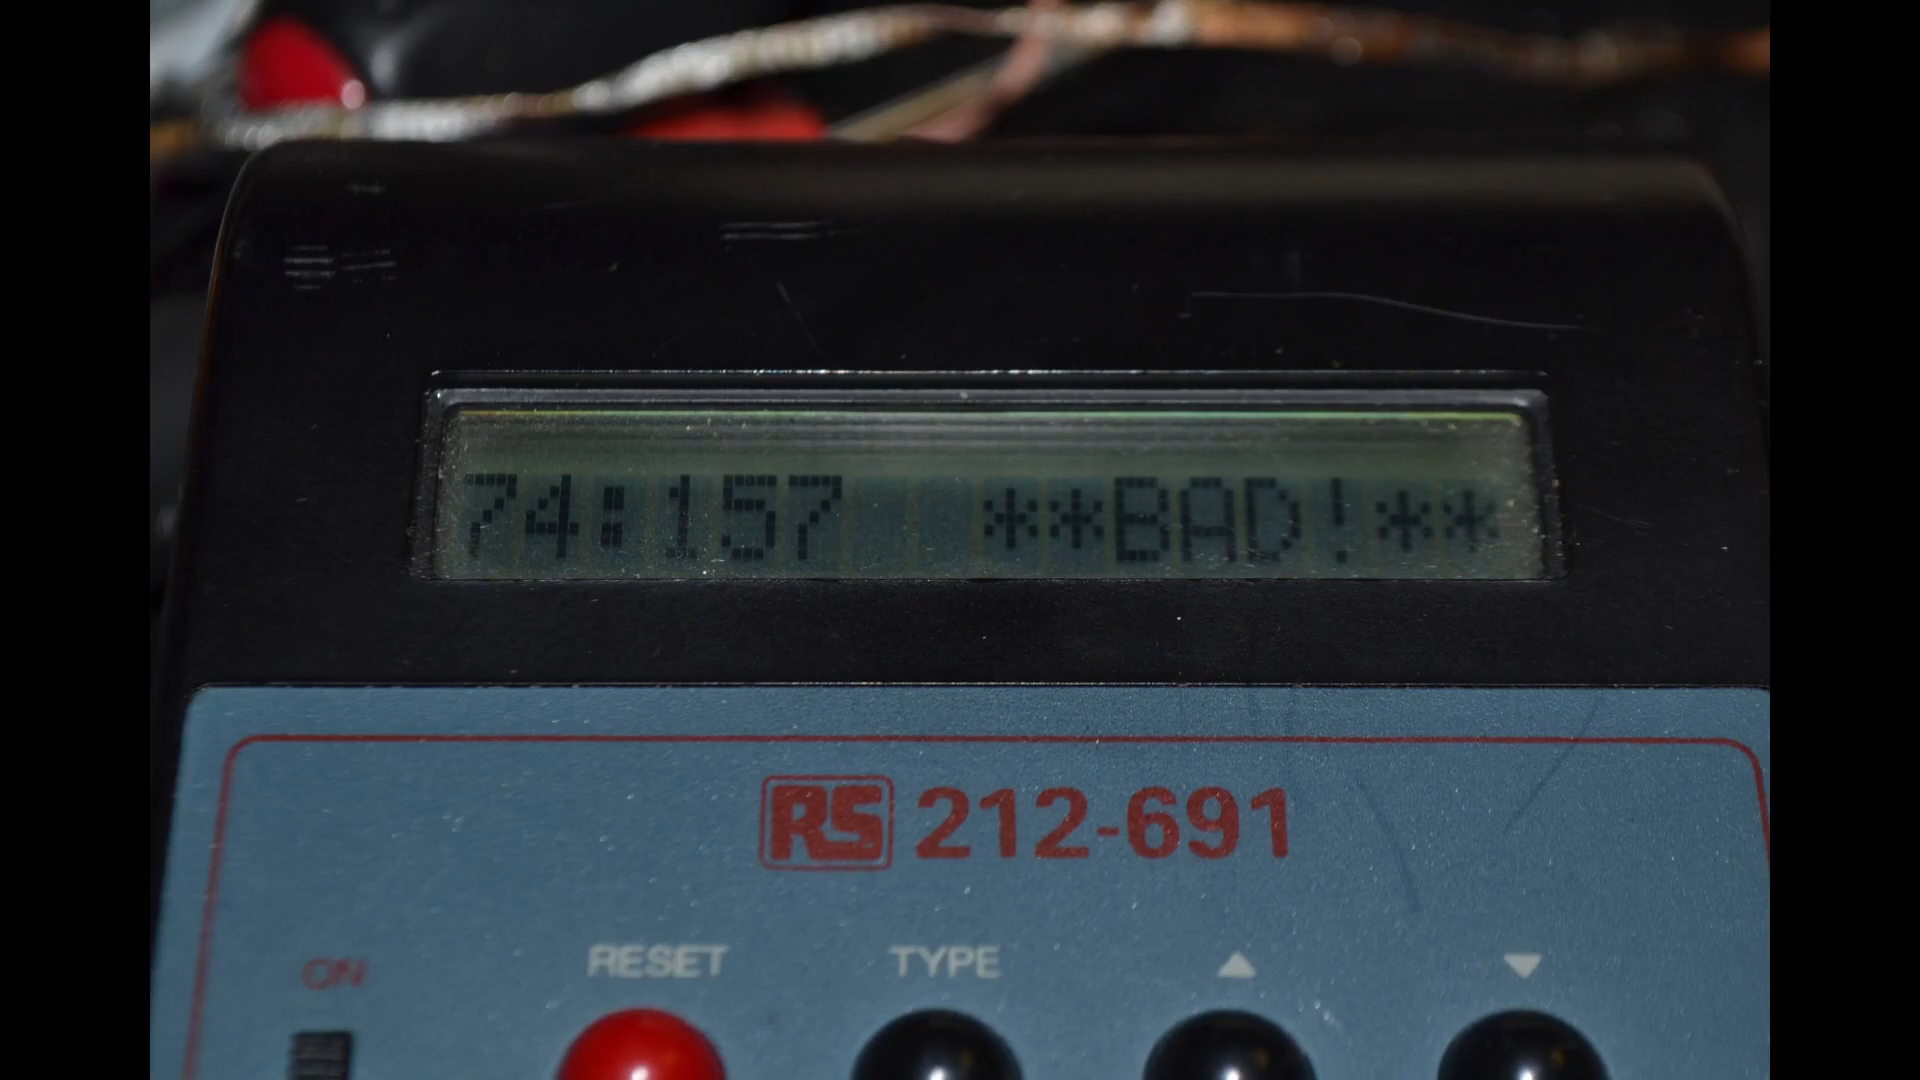 74:157  **BAD!**
RS 212-691
ON RESET TYPE ▲ ▼